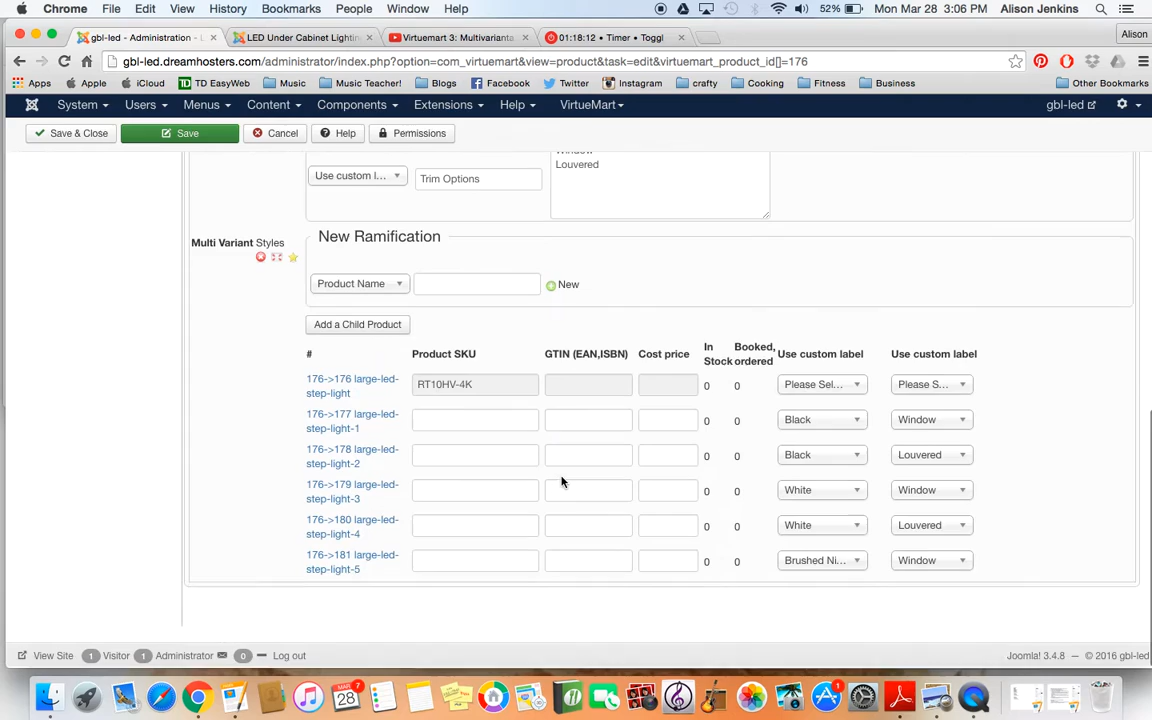 Chrome File Edit View History Bookmarks People Window Help 52% Mon Mar 28 3:06 PM Alison Jenkins
gbl-led - Administration - LED Under Cabinet Lightin Virtuemart 3: Multivarianta 01:18:12 • Timer • Toggl Alison
gbl-led.dreamhosters.com/administrator/index.php?option=com_virtuemart&view=product&task=edit&virtuemart_product_id[]=176
Apps Apple iCloud TD EasyWeb Music Music Teacher! Blogs Facebook Twitter Instagram crafty Cooking Fitness Business Other Bookmarks
System Users Menus Content Components Extensions Help VirtueMart gbl-led
Save & Close Save Cancel Help Permissions
Window
Louvered
Use custom l... Trim Options
Multi Variant Styles New Ramification
Product Name New
Add a Child Product
# Product SKU GTIN (EAN,ISBN) Cost price In Stock Booked, ordered Use custom label Use custom label
176->176 large-led-
step-light RT10HV-4K 0 0 Please Sel... Please S...
176->177 large-led-
step-light-1 0 0 Black Window
176->178 large-led-
step-light-2 0 0 Black Louvered
176->179 large-led-
step-light-3 0 0 White Window
176->180 large-led-
step-light-4 0 0 White Louvered
176->181 large-led-
step-light-5 0 0 Brushed Ni... Window
View Site 1 Visitor 1 Administrator 0 Log out Joomla! 3.4.8 — © 2016 gbl-led
MAR 28 7 1